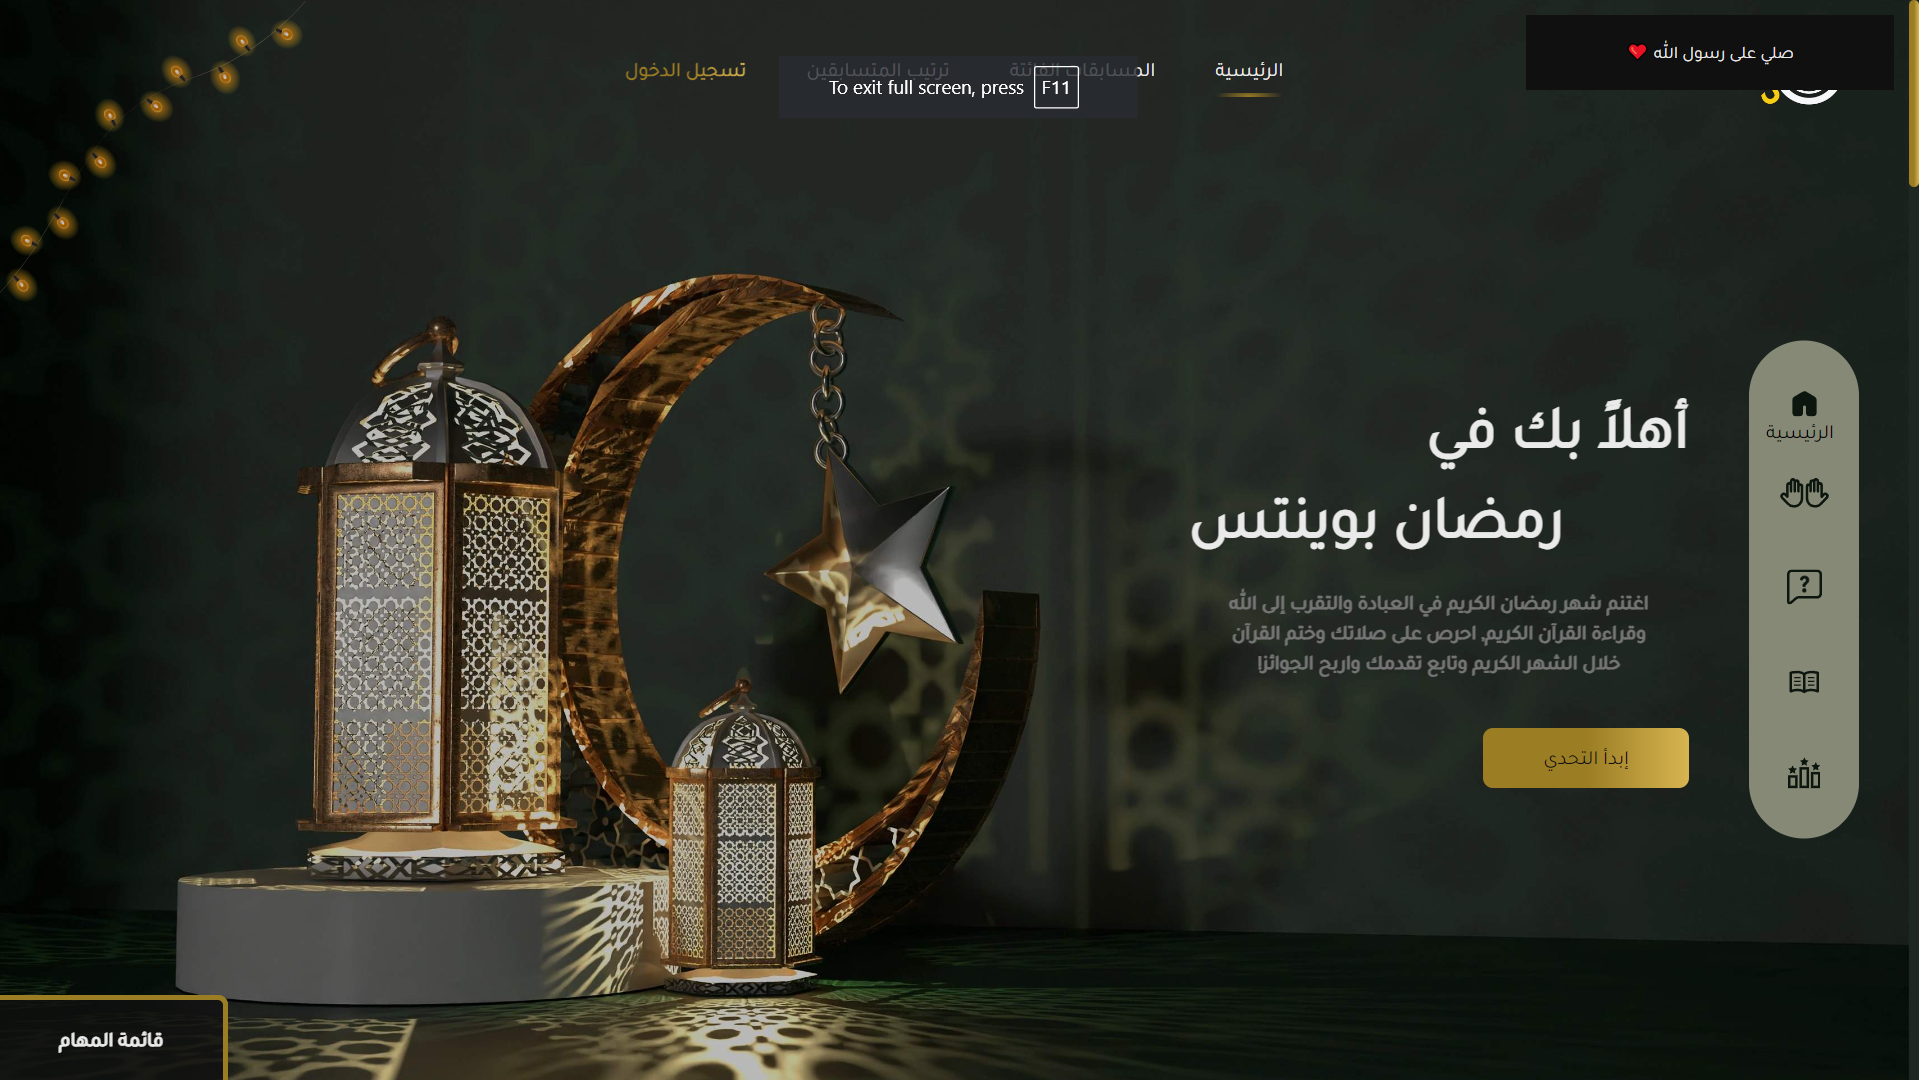 صلي على رسول الله ❤
الرئيسية
المسابقات الفائتة
ترتيب المتسابقين
تسجيل الدخول
To exit full screen, press F11
أهلاً بك في
رمضان بوينتس
اغتنم شهر رمضان الكريم في العبادة والتقرب إلى الله
وقراءة القرآن الكريم, احرص على صلاتك وختم القرآن
خلال الشهر الكريم وتابع تقدمك واربح الجوائز!
إبدأ التحدي
الرئيسية
قائمة المهام